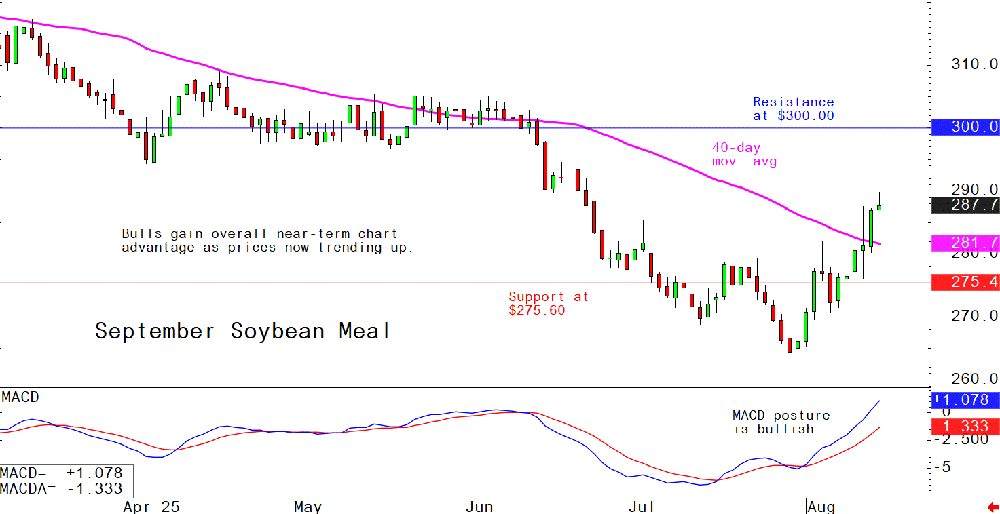 310.0
Resistance
at $300.00
300.0
40-day
mov. avg.
290.0
287.7
Bulls gain overall near-term chart
advantage as prices now trending up.
281.7
280.0
275.4
Support at
$275.60
270.0
September Soybean Meal
260.0
MACD
+1.078
0
MACD posture
is bullish
-1.333
-2.500
-5
MACD= +1.078
MACDA= -1.333
Apr 25 May Jun Jul Aug